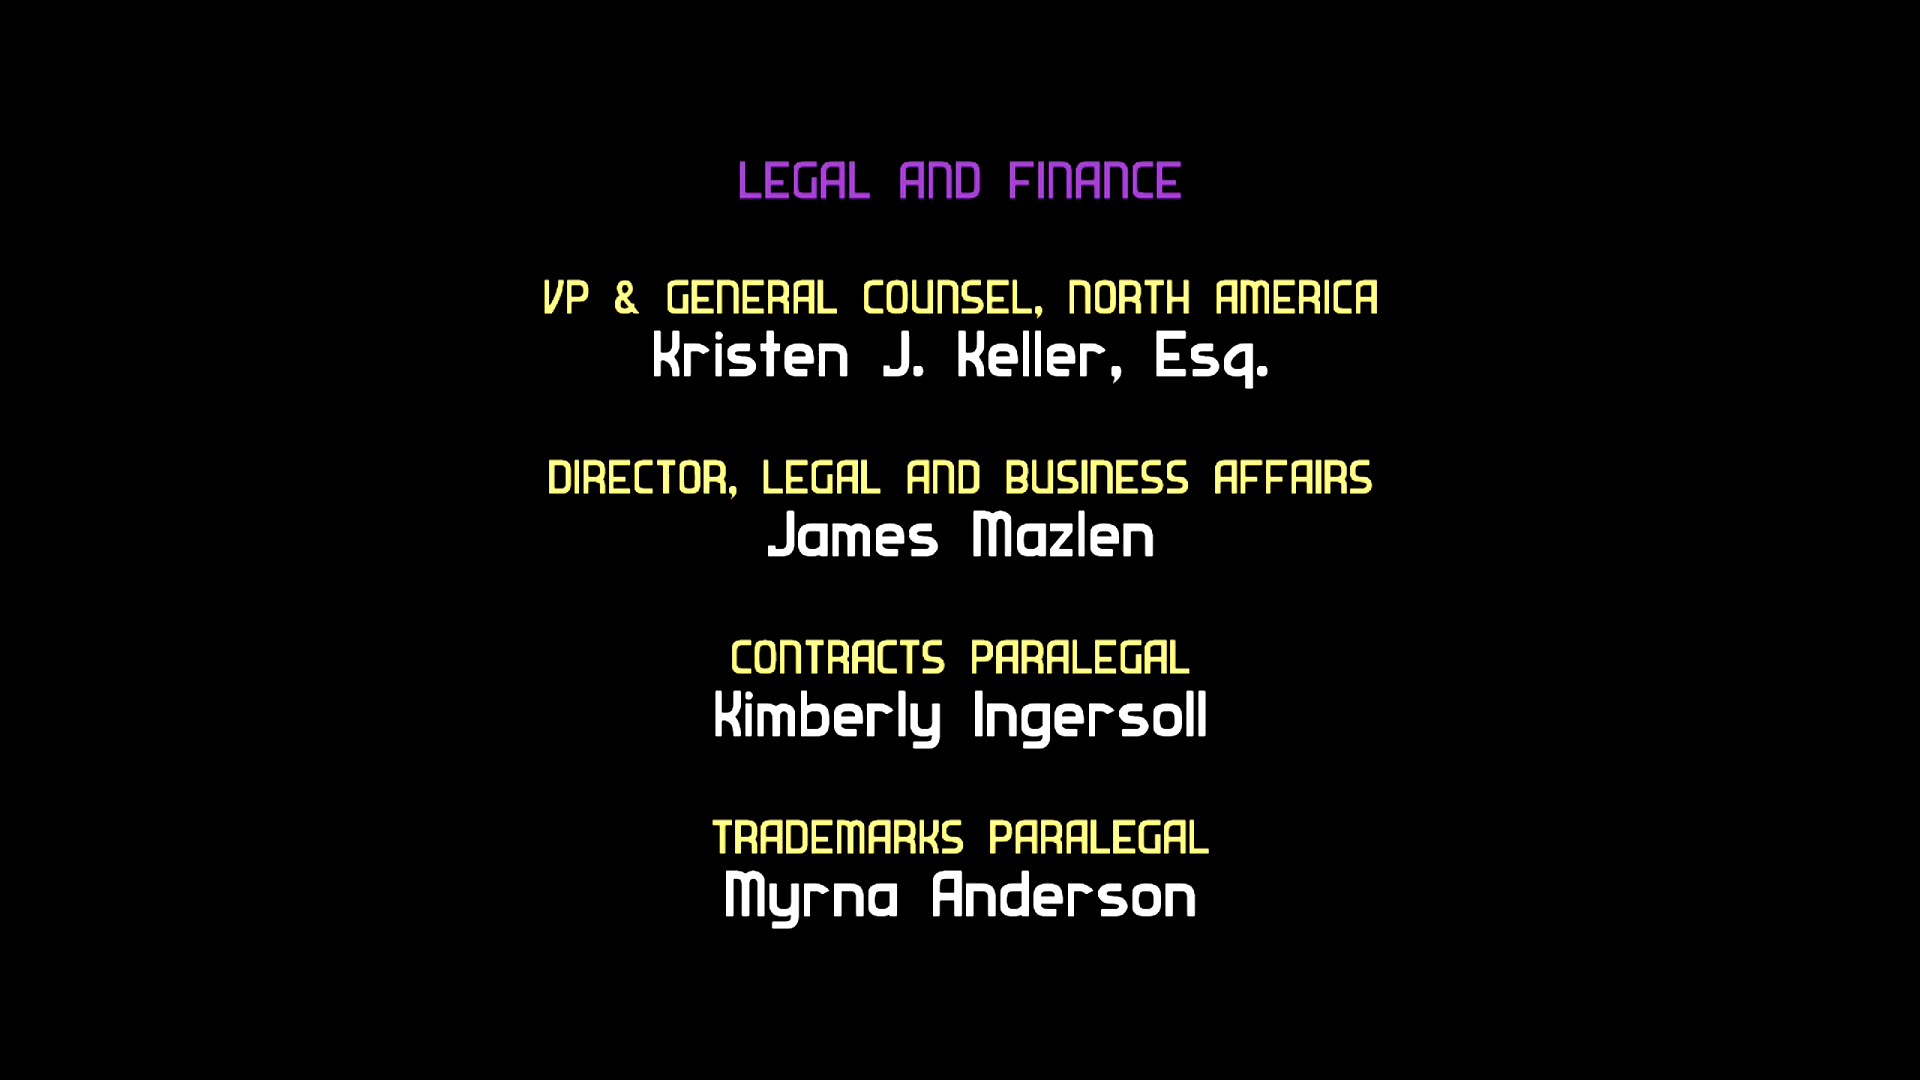 LEGAL AND FINANCE
VP & GENERAL COUNSEL, NORTH AMERICA
Kristen J. Keller, Esq.
DIRECTOR, LEGAL AND BUSINESS AFFAIRS
James Mazlen
CONTRACTS PARALEGAL
Kimberly Ingersoll
TRADEMARKS PARALEGAL
Myrna Anderson